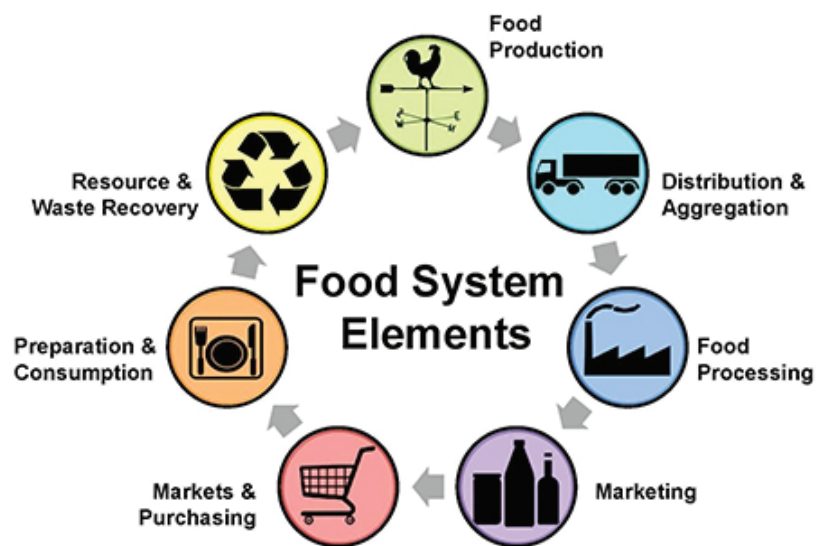 Food
Production
Distribution &
Aggregation
Food
Processing
Marketing
Markets &
Purchasing
Preparation &
Consumption
Resource &
Waste Recovery
Food System
Elements